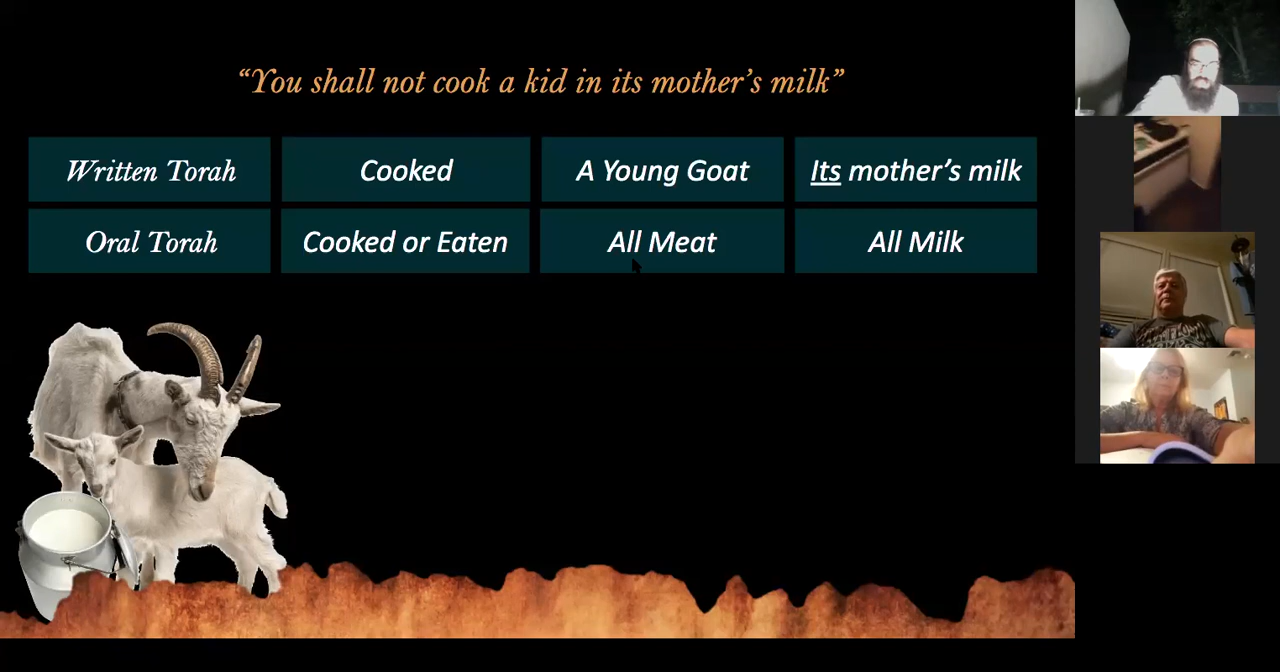 “You shall not cook a kid in its mother’s milk”
Written Torah
Cooked
A Young Goat
Its mother’s milk
Oral Torah
Cooked or Eaten
All Meat
All Milk